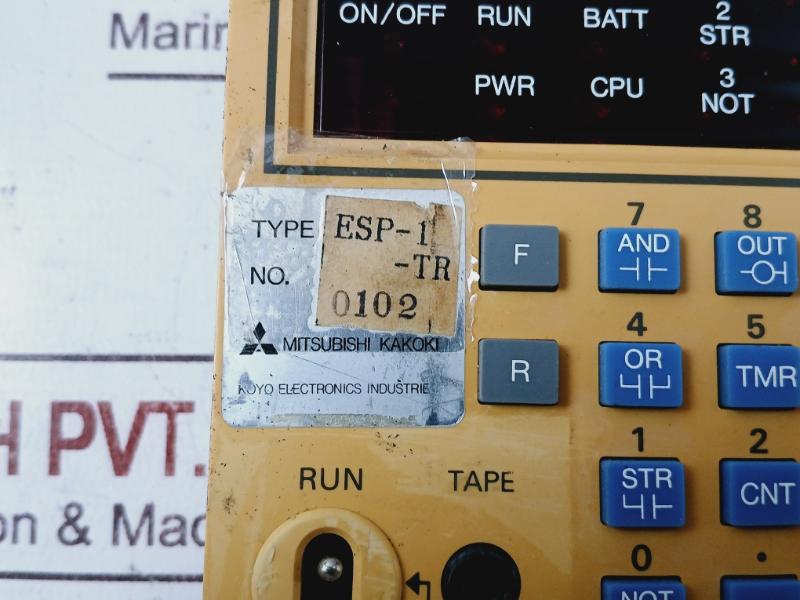 Marin
ON/OFF RUN BATT 2 STR
PWR CPU 3 NOT
TYPE ESP-1
-TR
NO. 0102
MITSUBISHI KAKOKI
KOYO ELECTRONICS INDUSTRIE
F
7
AND
8
OUT
R
4
OR
5
TMR
1
STR
2
CNT
0
NOT
.
RUN
TAPE
H PVT.
on & Mac